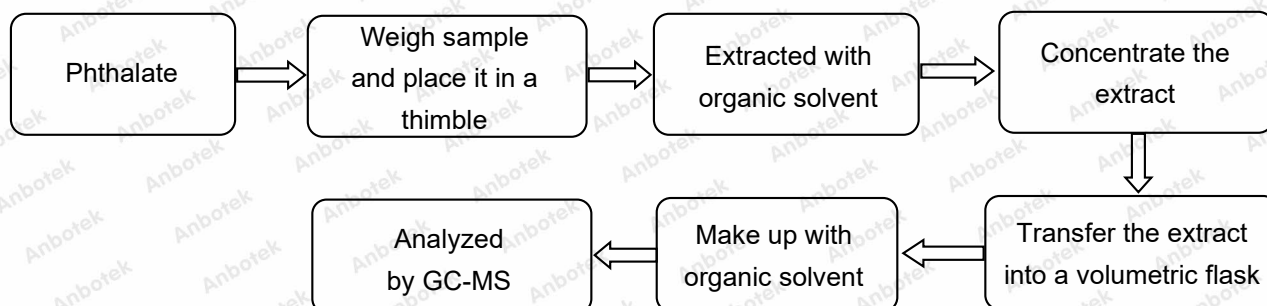 Phthalate
Weigh sample
and place it in a
thimble
Extracted with
organic solvent
Concentrate the
extract
Transfer the extract
into a volumetric flask
Make up with
organic solvent
Analyzed
by GC-MS
Anbotek